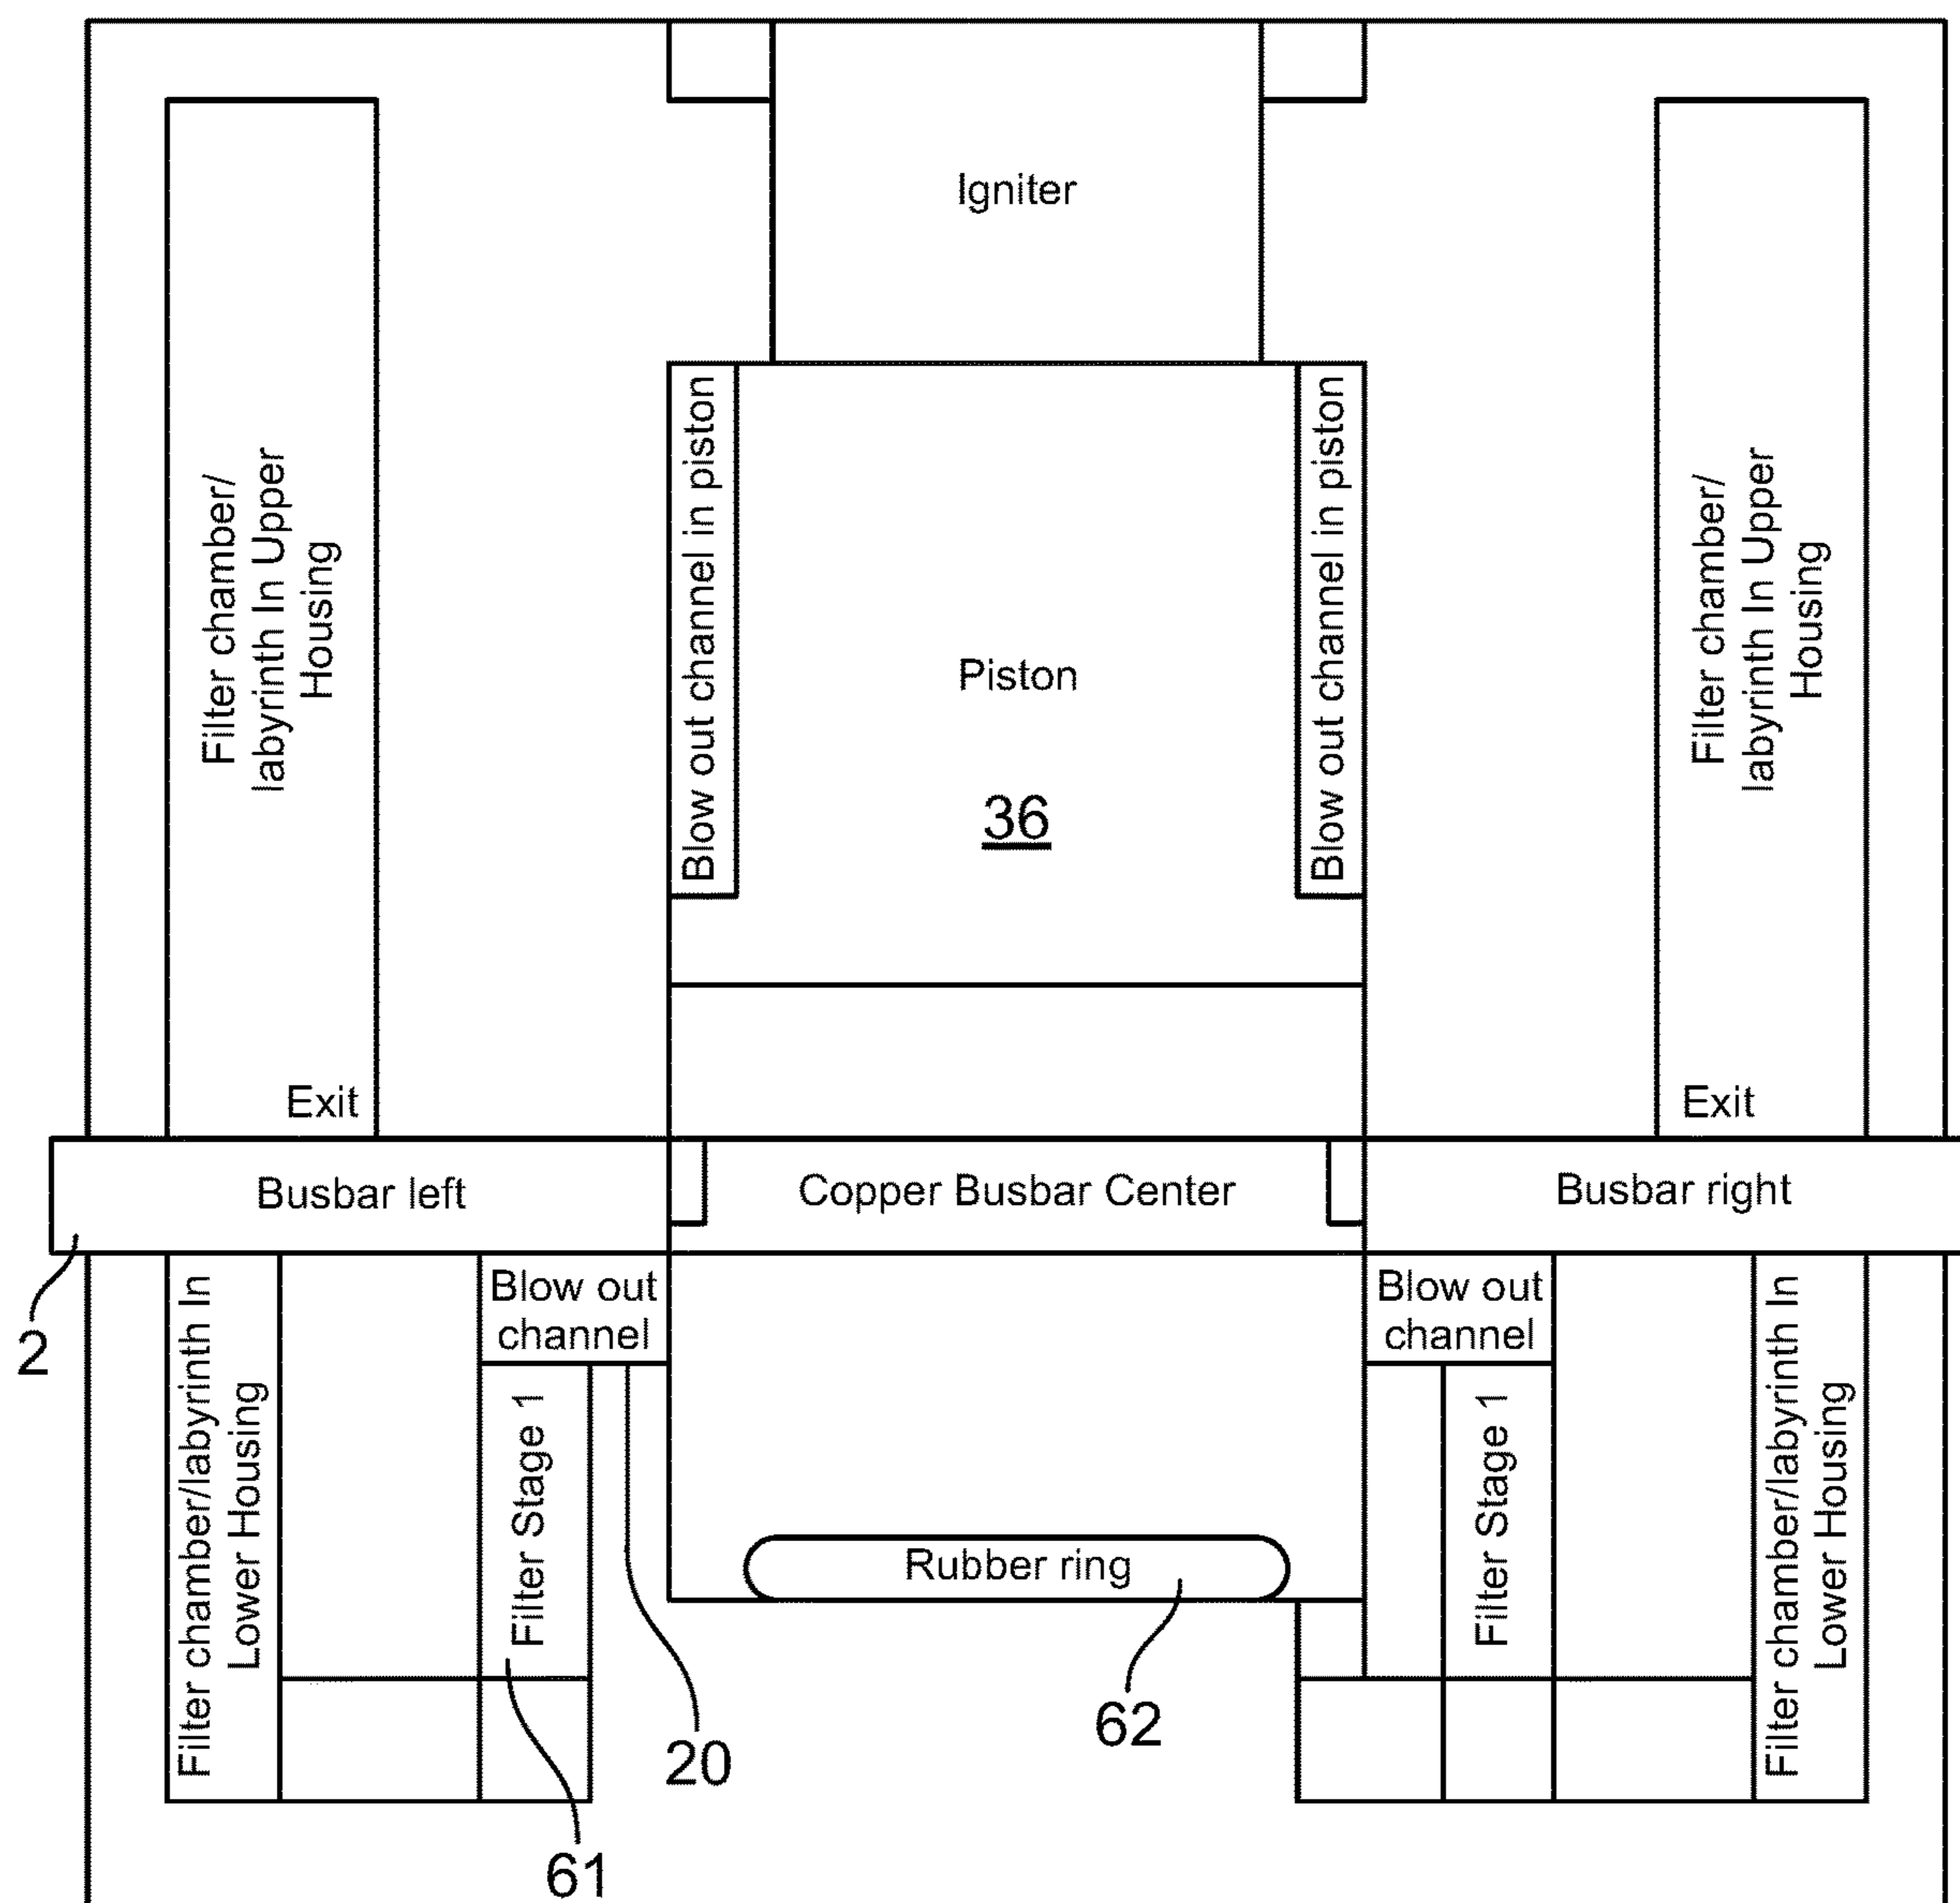 Igniter
Filter chamber/
labyrinth In Upper
Housing
Blow out channel in piston
Piston
36
Blow out channel in piston
Filter chamber/
labyrinth In Upper
Housing
Exit
Exit
Busbar left
Copper Busbar Center
Busbar right
2
Filter chamber/labyrinth In
Lower Housing
Blow out
channel
Filter Stage 1
Rubber ring
Blow out
channel
Filter Stage 1
Filter chamber/labyrinth In
Lower Housing
62
20
61